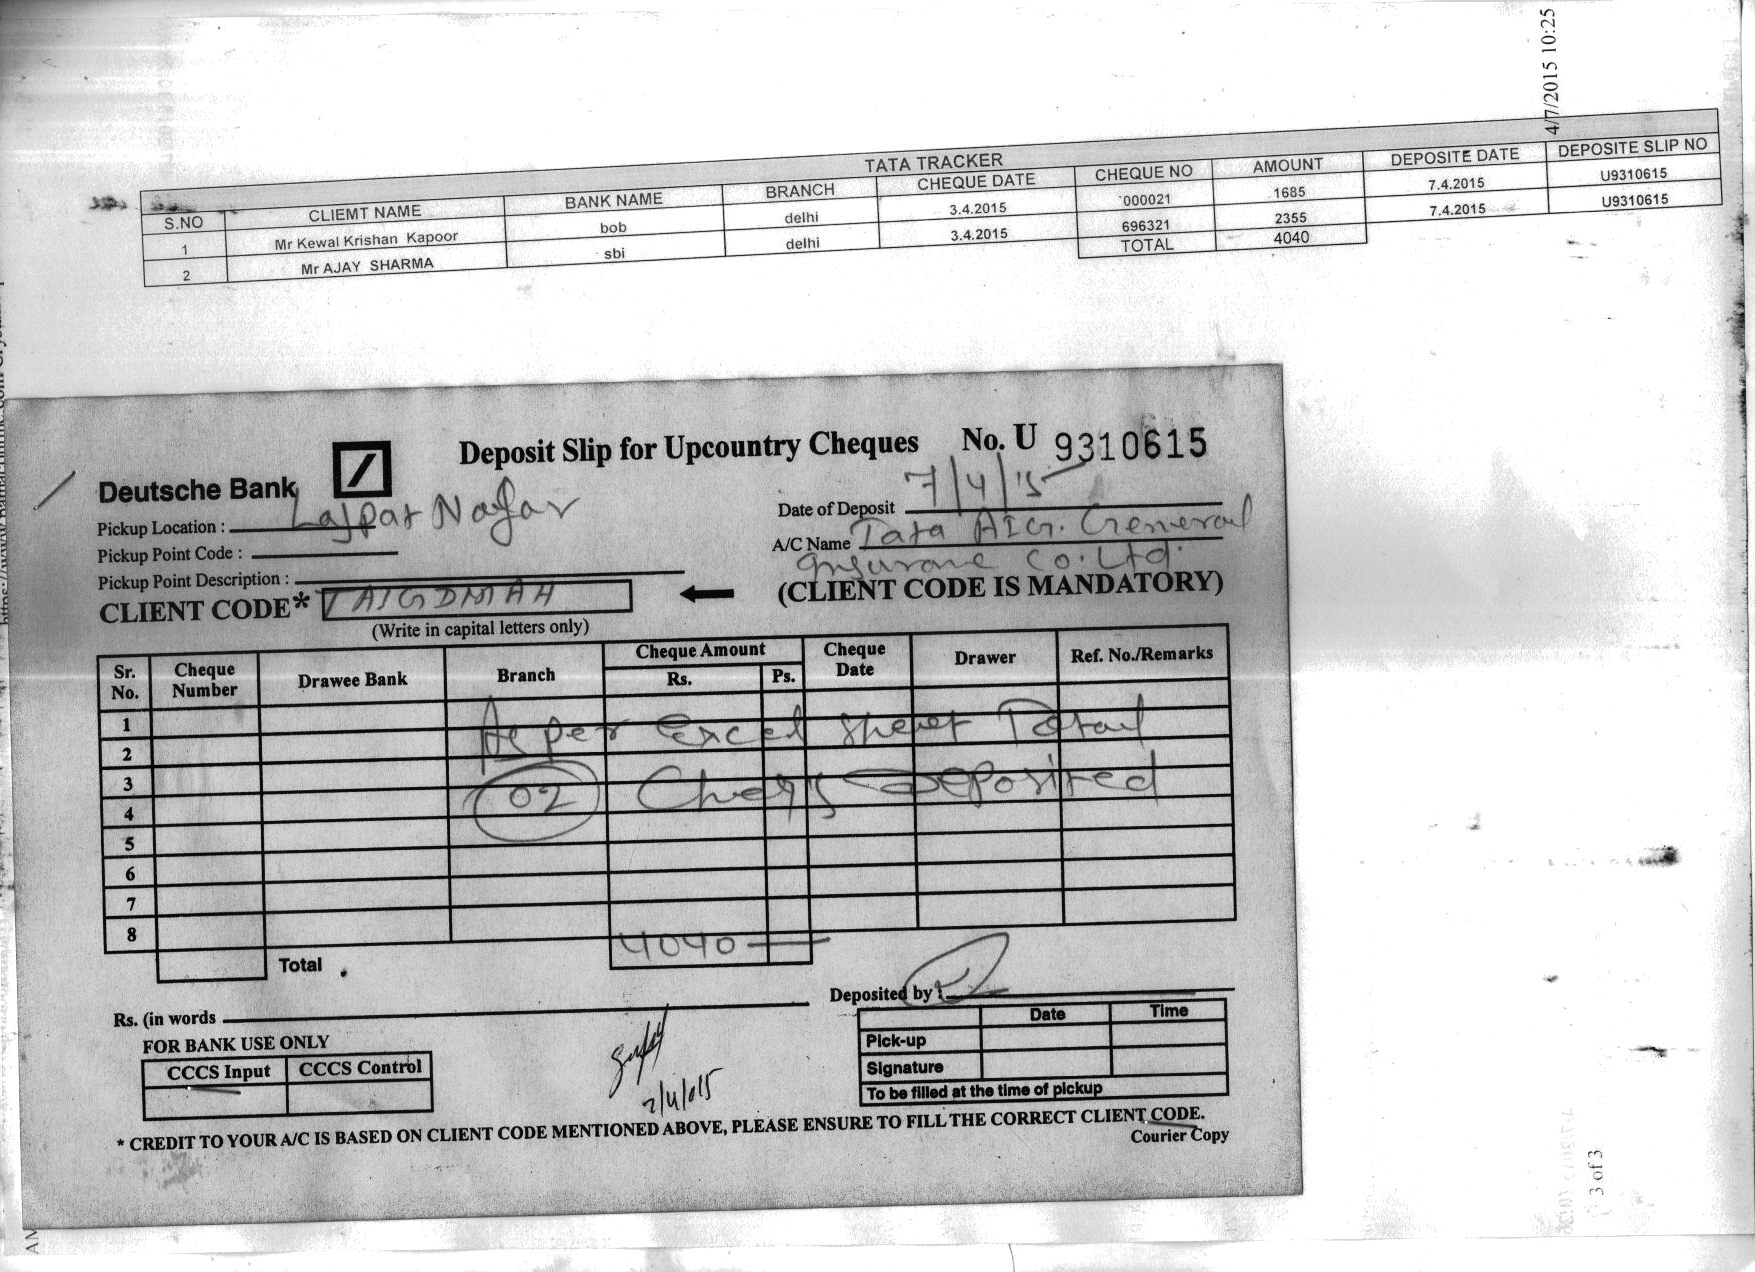 4/7/2015 10:25
TATA TRACKER
S.NO CLIEMT NAME BANK NAME BRANCH CHEQUE DATE CHEQUE NO AMOUNT DEPOSITE DATE DEPOSITE SLIP NO
1 Mr Kewal Krishan Kapoor bob delhi 3.4.2015 '000021 1685 7.4.2015 U9310615
2 Mr AJAY SHARMA sbi delhi 3.4.2015 696321 2355 7.4.2015 U9310615
TOTAL 4040
Deutsche Bank
Deposit Slip for Upcountry Cheques No. U 9310615
Pickup Location : Lajpat Nagar
Date of Deposit 7/4/15
Pickup Point Code :
A/C Name Tata AIG. General
Insurance Co. Ltd.
Pickup Point Description :
CLIENT CODE* TAIGDMAH (CLIENT CODE IS MANDATORY)
(Write in capital letters only)
Sr. No. Cheque Number Drawee Bank Branch Cheque Amount Rs. Ps. Cheque Date Drawer Ref. No./Remarks
1
As per Excel Sheet Total
2
3
02 Deposited
4
5
6
7
8
Total 4040
Deposited by :
Rs. (in words
Date Time
Pick-up
Signature
To be filled at the time of pickup
FOR BANK USE ONLY
CCCS Input CCCS Control
* CREDIT TO YOUR A/C IS BASED ON CLIENT CODE MENTIONED ABOVE, PLEASE ENSURE TO FILL THE CORRECT CLIENT CODE.
Courier Copy
3 of 3
AM